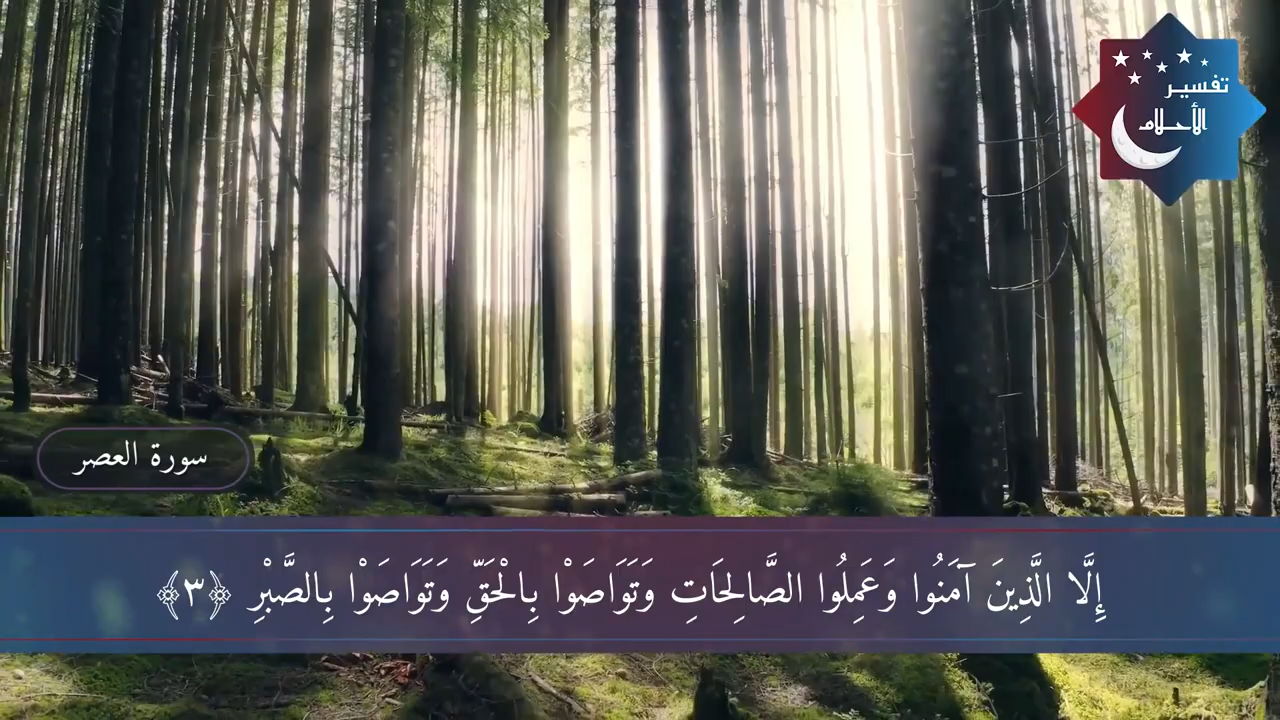 تفسير
الأحلام
سورة العصر
إِلَّا الَّذِينَ آمَنُوا وَعَمِلُوا الصَّالِحَاتِ وَتَوَاصَوْا بِالْحَقِّ وَتَوَاصَوْا بِالصَّبْرِ ﴿٣﴾